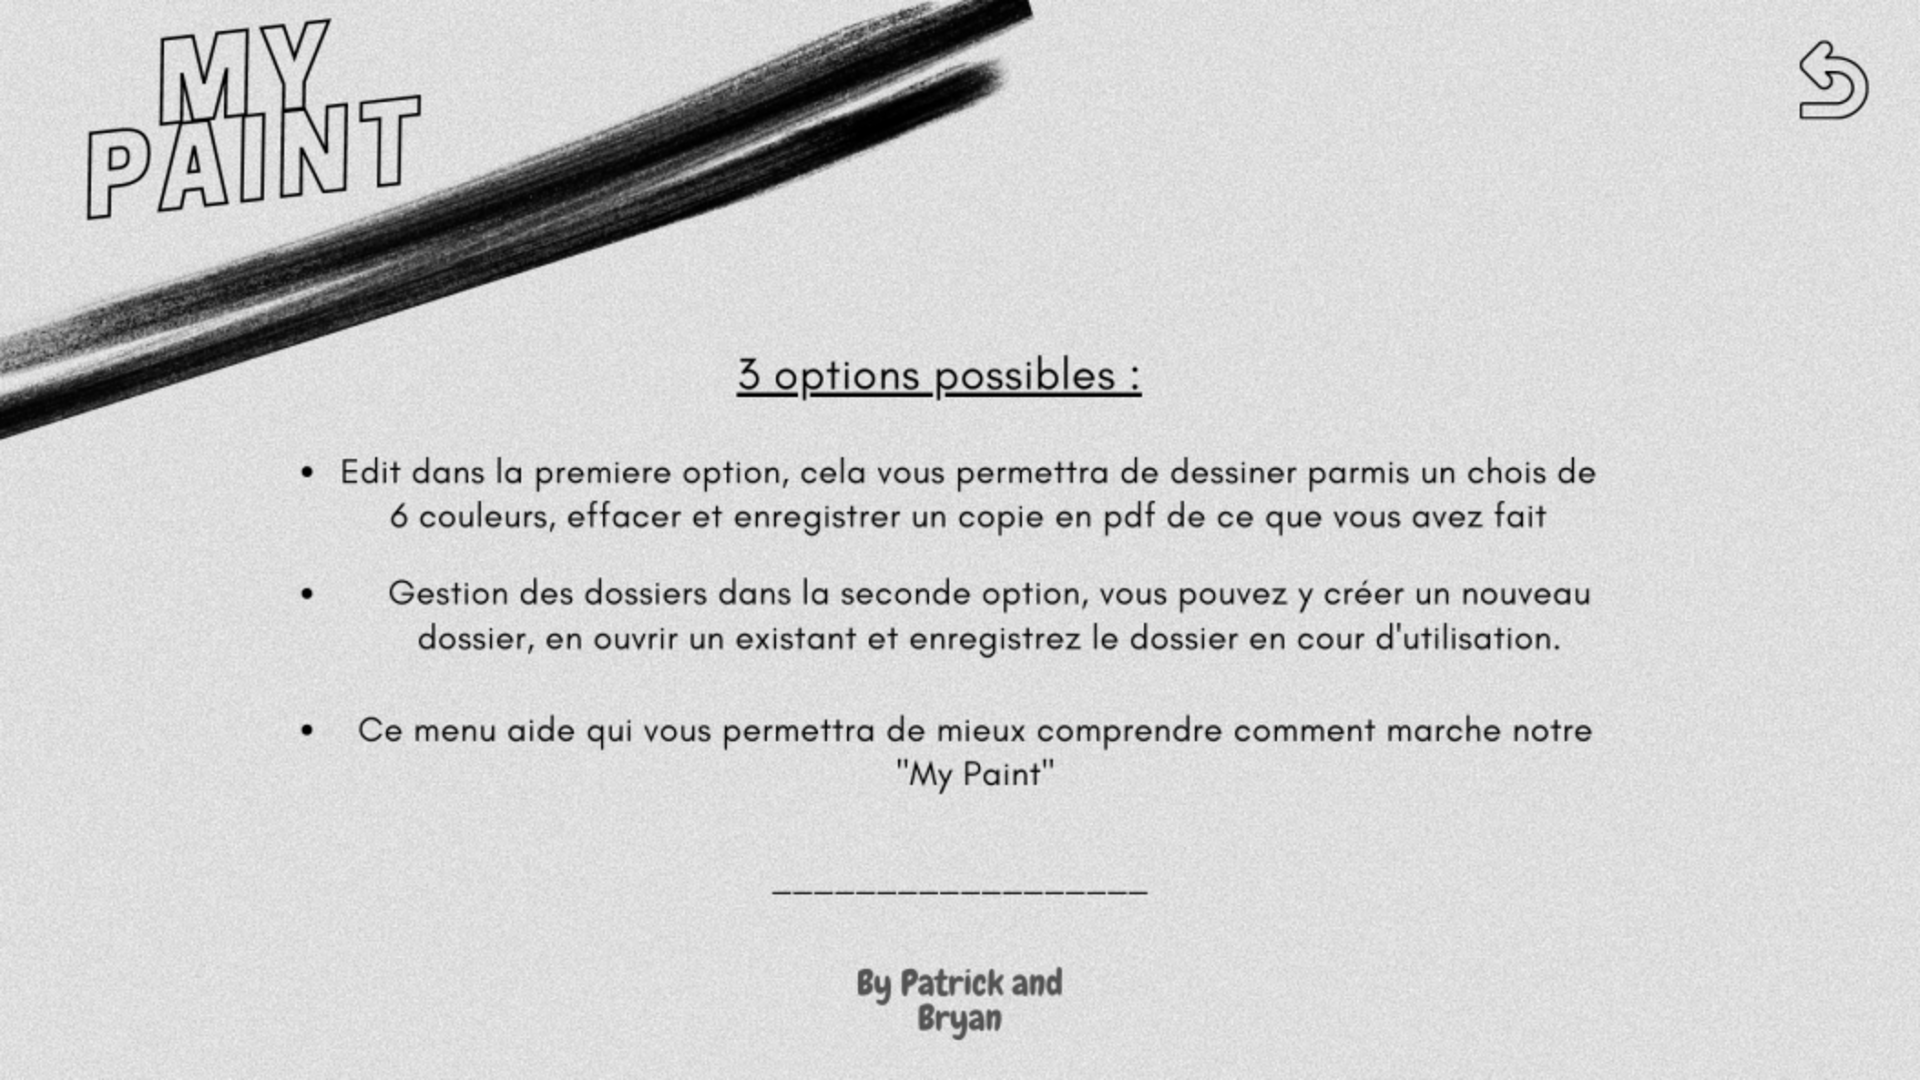 MY
PAINT
3 options possibles :
• Edit dans la premiere option, cela vous permettra de dessiner parmis un chois de
6 couleurs, effacer et enregistrer un copie en pdf de ce que vous avez fait
• Gestion des dossiers dans la seconde option, vous pouvez y créer un nouveau
dossier, en ouvrir un existant et enregistrez le dossier en cour d'utilisation.
• Ce menu aide qui vous permettra de mieux comprendre comment marche notre
"My Paint"
__________________
By Patrick and
Bryan